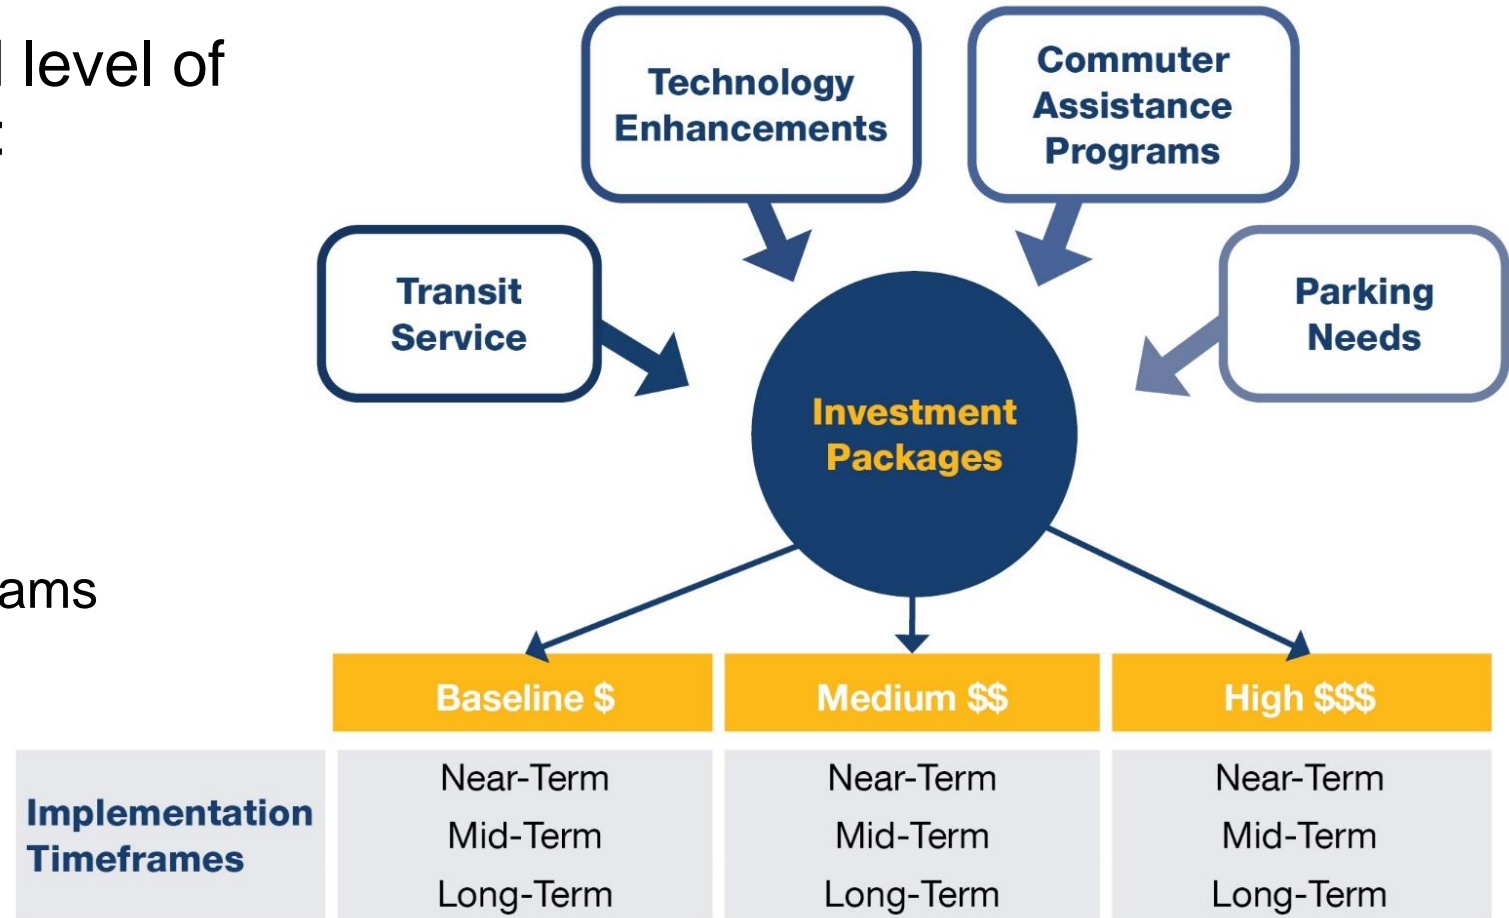 level of
Technology
Enhancements
Commuter
Assistance
Programs
Transit
Service
Parking
Needs
Investment
Packages
Baseline $
Medium $$
High $$$
Implementation
Timeframes
Near-Term
Mid-Term
Long-Term
Near-Term
Mid-Term
Long-Term
Near-Term
Mid-Term
Long-Term